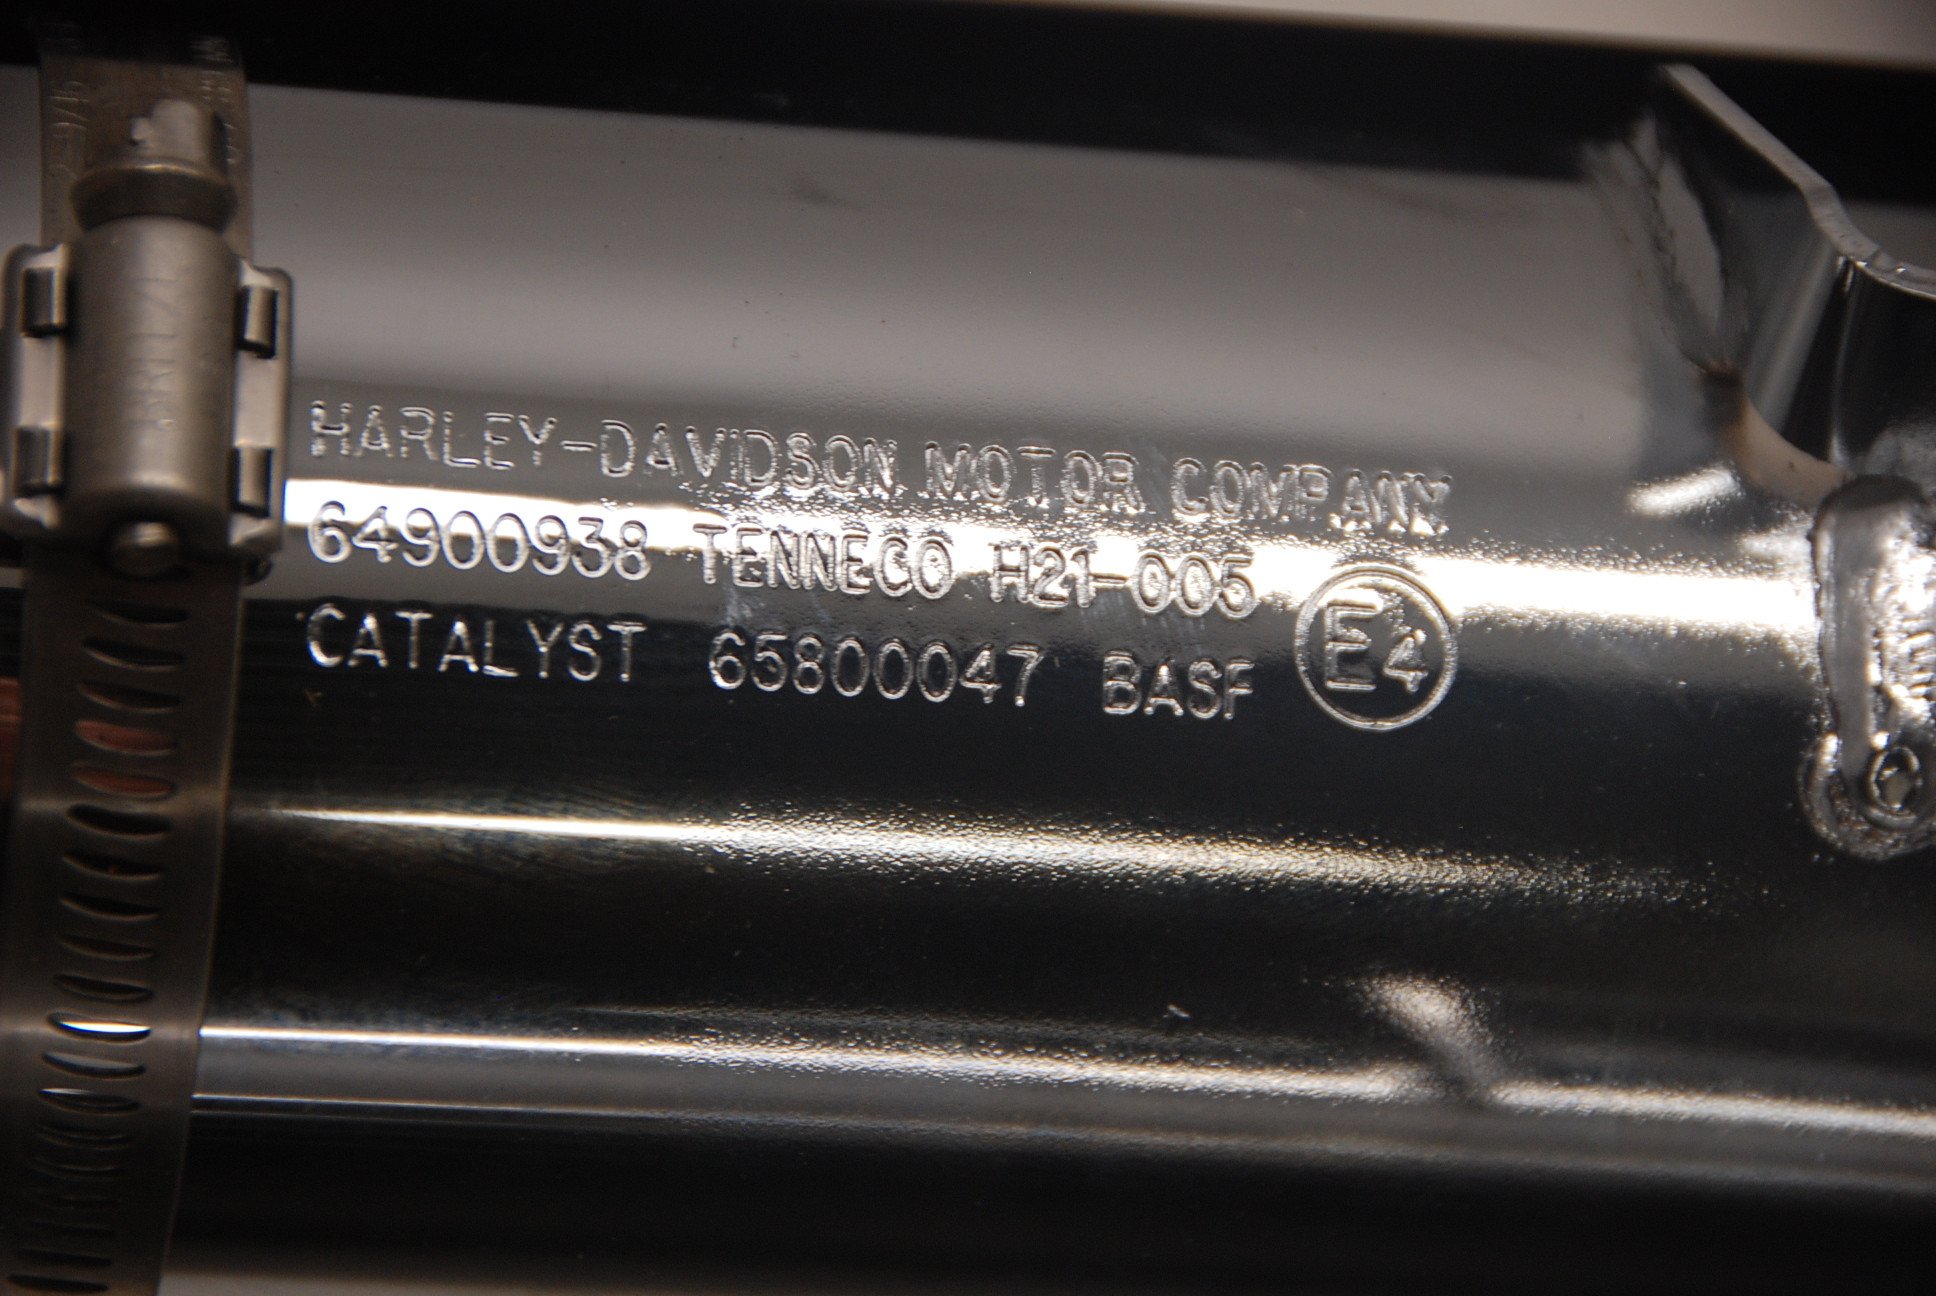 HARLEY-DAVIDSON MOTOR COMPANY
64900938 TENNECO H21-005
CATALYST 65800047 BASF E4